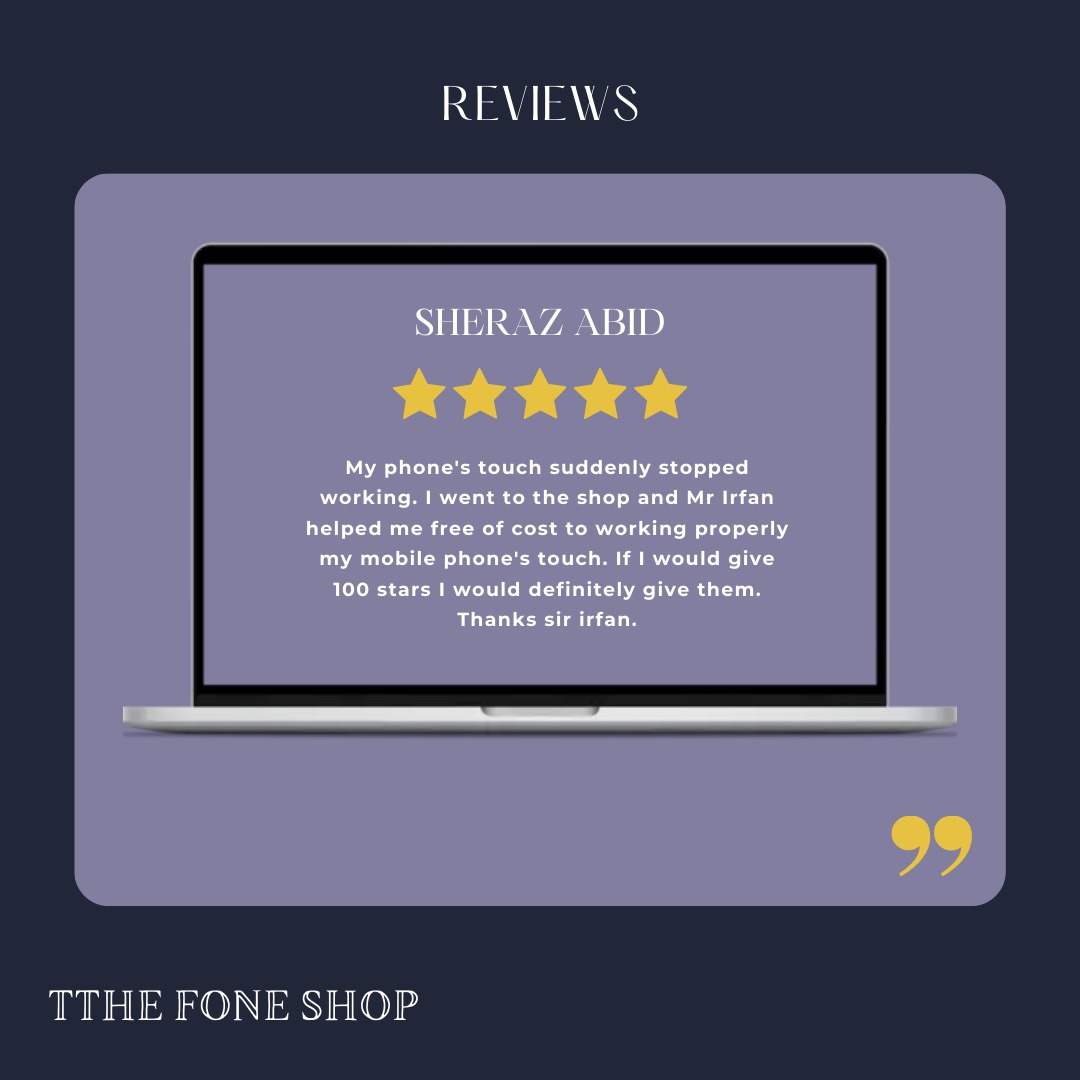 REVIEWS
SHERAZ ABID
My phone's touch suddenly stopped
working. I went to the shop and Mr Irfan
helped me free of cost to working properly
my mobile phone's touch. If I would give
100 stars I would definitely give them.
Thanks sir irfan.
”
TTHE FONE SHOP